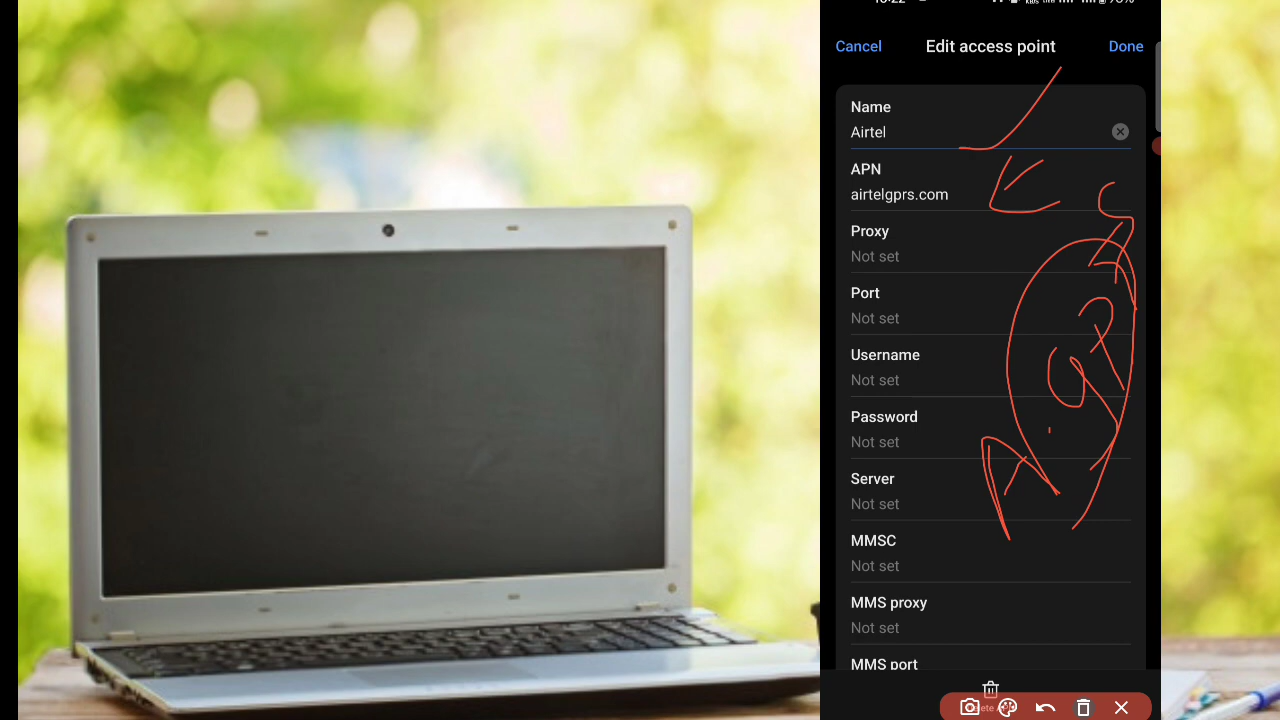 Cancel Edit access point Done
Name
Airtel
APN
airtelgprs.com
Proxy
Not set
Port
Not set
Username
Not set
Password
Not set
Server
Not set
MMSC
Not set
MMS proxy
Not set
MMS port